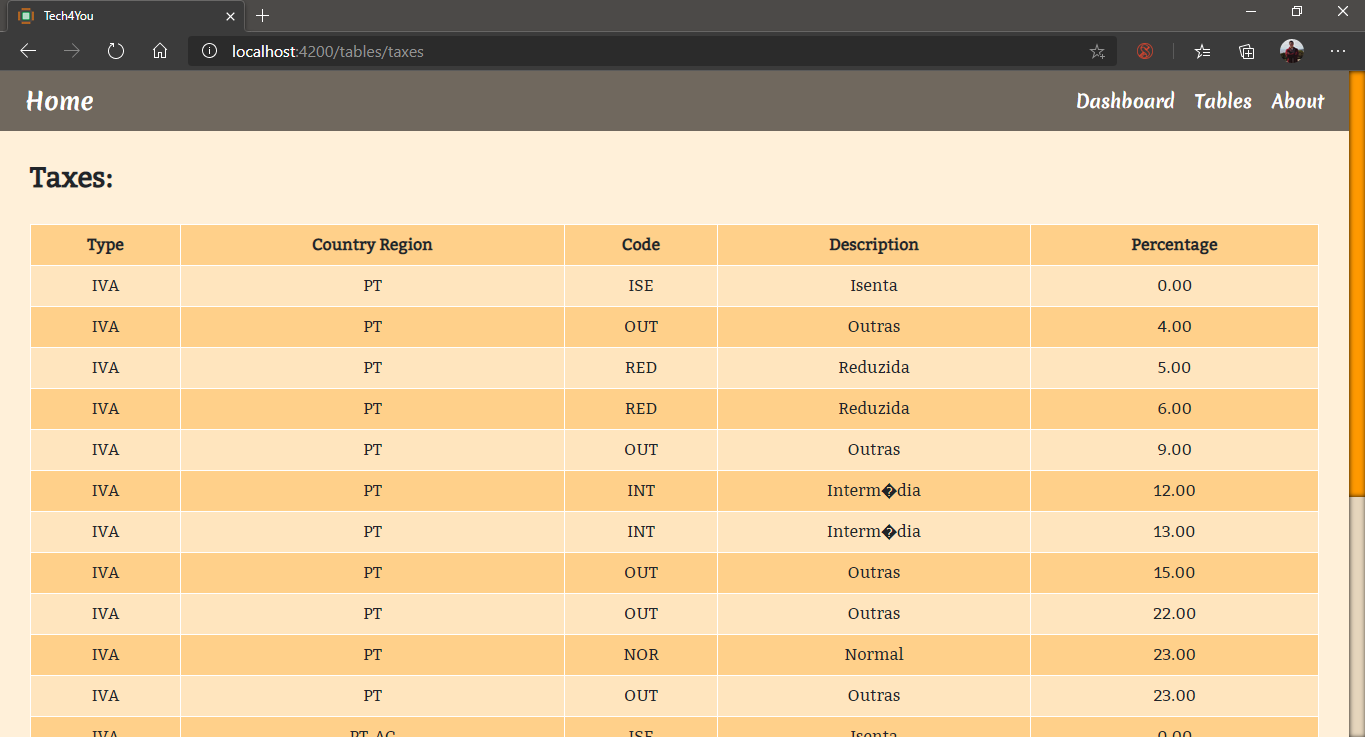 Tech4You
localhost:4200/tables/taxes
Home Dashboard Tables About
Taxes:
Type Country Region Code Description Percentage
IVA PT ISE Isenta 0.00
IVA PT OUT Outras 4.00
IVA PT RED Reduzida 5.00
IVA PT RED Reduzida 6.00
IVA PT OUT Outras 9.00
IVA PT INT Interm�dia 12.00
IVA PT INT Interm�dia 13.00
IVA PT OUT Outras 15.00
IVA PT OUT Outras 22.00
IVA PT NOR Normal 23.00
IVA PT OUT Outras 23.00
IVA PT-AC ISE Isenta 0.00